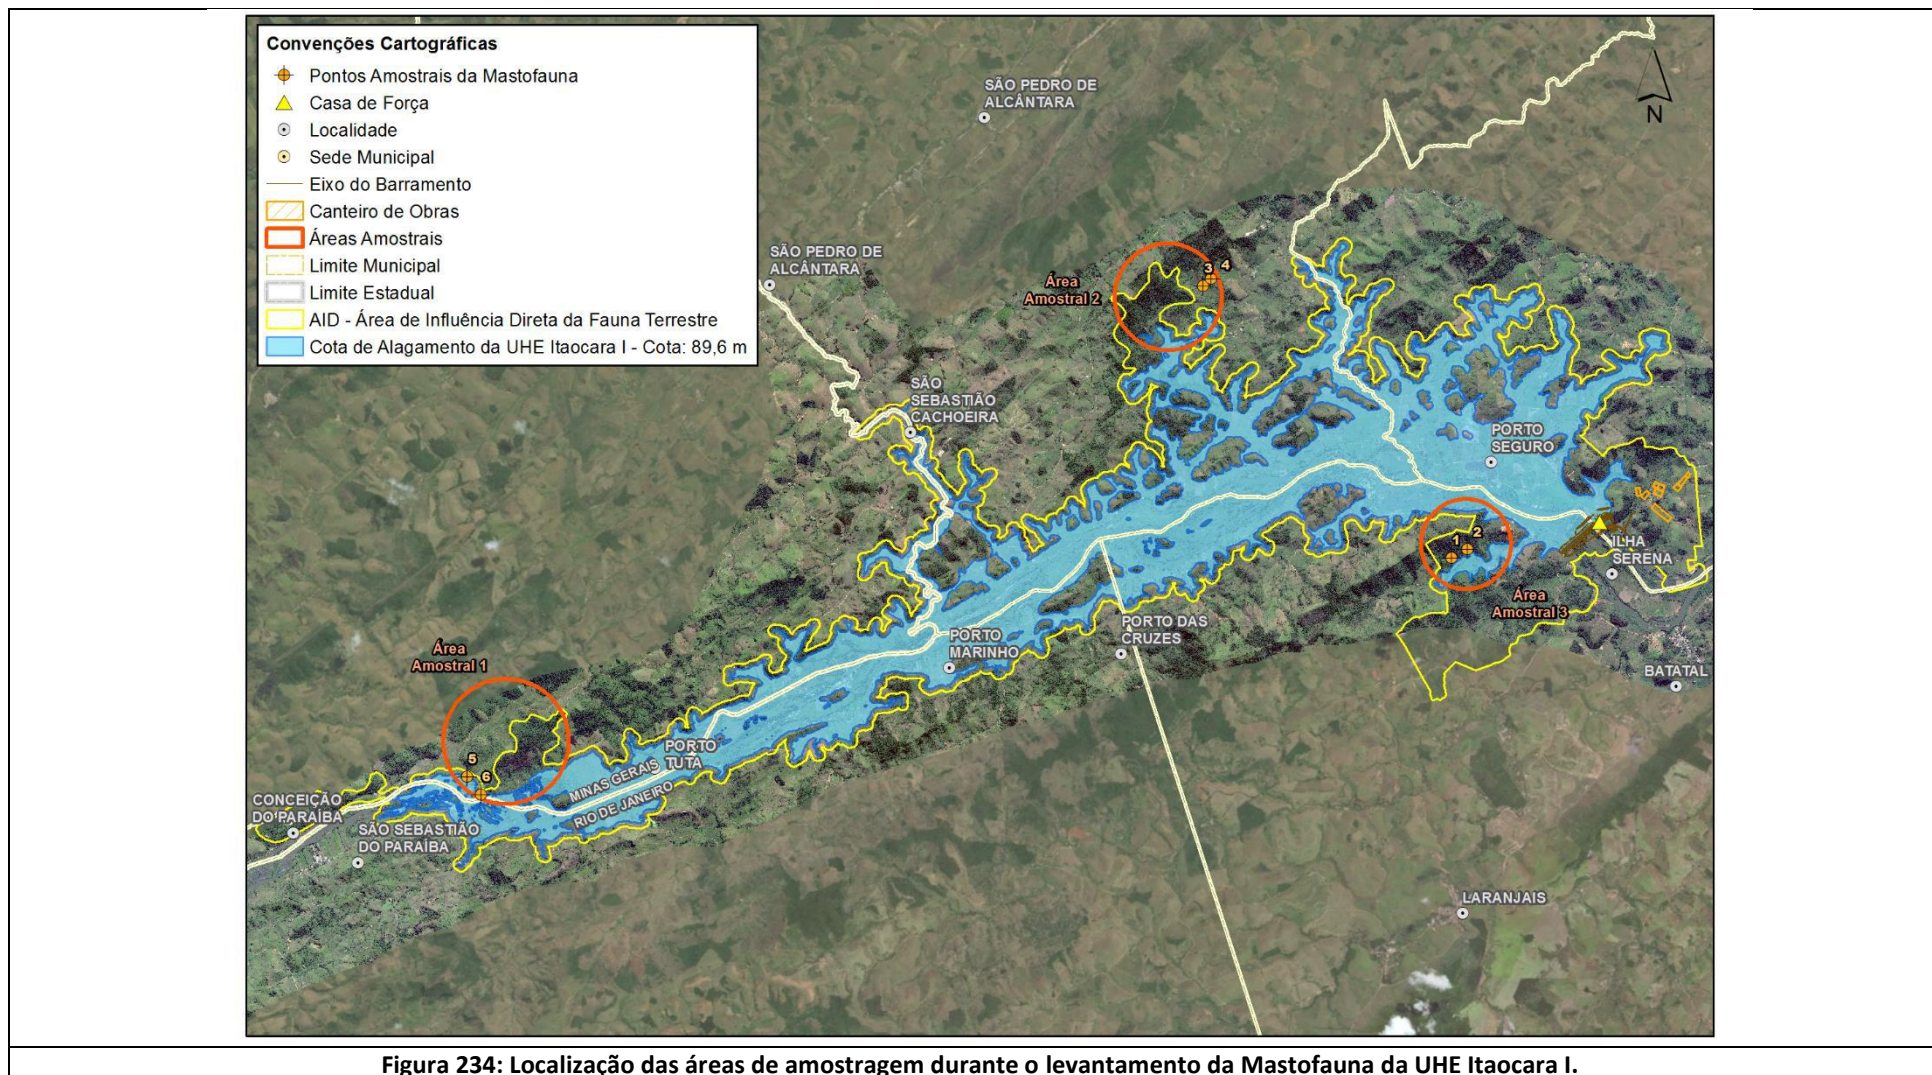 Convenções Cartográficas
Pontos Amostrais da Mastofauna
Casa de Força
Localidade
Sede Municipal
Eixo do Barramento
Canteiro de Obras
Áreas Amostrais
Limite Municipal
Limite Estadual
AID - Área de Influência Direta da Fauna Terrestre
Cota de Alagamento da UHE Itaocara I - Cota: 89,6 m
SÃO PEDRO DE
ALCÂNTARA
N
SÃO PEDRO DE
ALCÂNTARA
Área
Amostral 2
3
4
SÃO
SEBASTIÃO
CACHOEIRA
PORTO
SEGURO
1
2
ILHA
SERENA
Área
Amostral 3
PORTO DAS
CRUZES
PORTO
MARINHO
BATATAL
Área
Amostral 1
5
6
PORTO
TUTA
MINAS GERAIS
RIO DE JANEIRO
CONCEIÇÃO
DO PARAÍBA
SÃO SEBASTIÃO
DO PARAÍBA
LARANJAIS
Figura 234: Localização das áreas de amostragem durante o levantamento da Mastofauna da UHE Itaocara I.